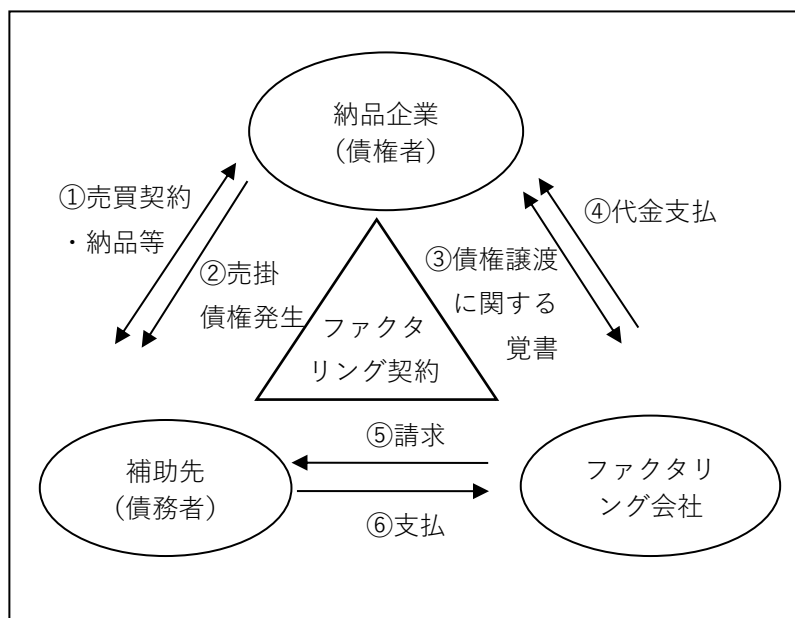 納品企業
（債権者）
①売買契約
・納品等
②売掛
債権発生
③債権譲渡
に関する
覚書
④代金支払
ファクタ
リング契約
⑤請求
⑥支払
補助先
（債務者）
ファクタリ
ング会社